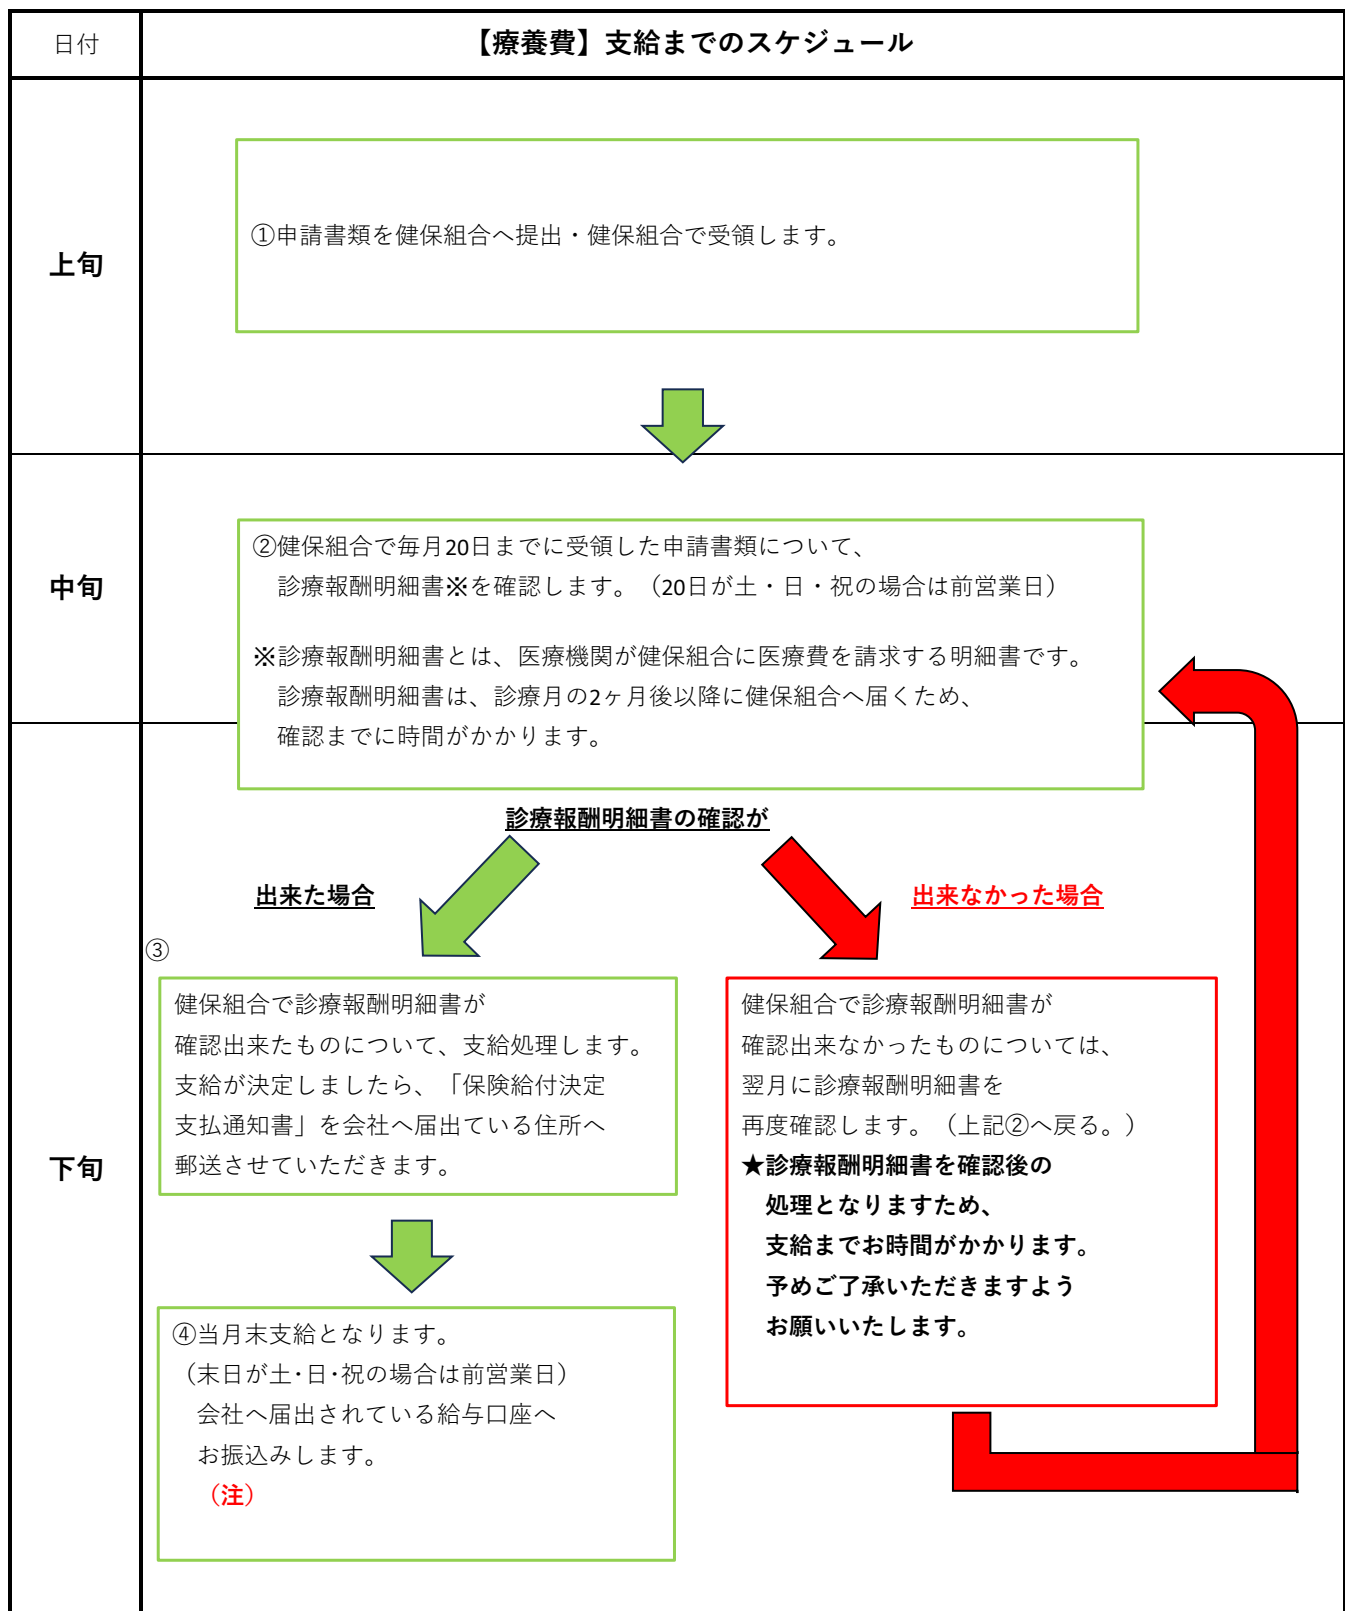 日付
【療養費】支給までのスケジュール
上旬
①申請書類を健保組合へ提出・健保組合で受領します。
中旬
②健保組合で毎月20日までに受領した申請書類について、
診療報酬明細書※を確認します。（20日が土・日・祝の場合は前営業日）
※診療報酬明細書とは、医療機関が健保組合に医療費を請求する明細書です。
診療報酬明細書は、診療月の2ヶ月後以降に健保組合へ届くため、
確認までに時間がかかります。
下旬
診療報酬明細書の確認が
出来た場合
出来なかった場合
③
健保組合で診療報酬明細書が
確認出来たものについて、支給処理します。
支給が決定しましたら、「保険給付決定
支払通知書」を会社へ届出ている住所へ
郵送させていただきます。
健保組合で診療報酬明細書が
確認出来なかったものについては、
翌月に診療報酬明細書を
再度確認します。（上記②へ戻る。）
★診療報酬明細書を確認後の
処理となりますため、
支給までお時間がかかります。
予めご了承いただきますよう
お願いいたします。
④当月末支給となります。
（末日が土・日・祝の場合は前営業日）
会社へ届出されている給与口座へ
お振込みします。
（注）